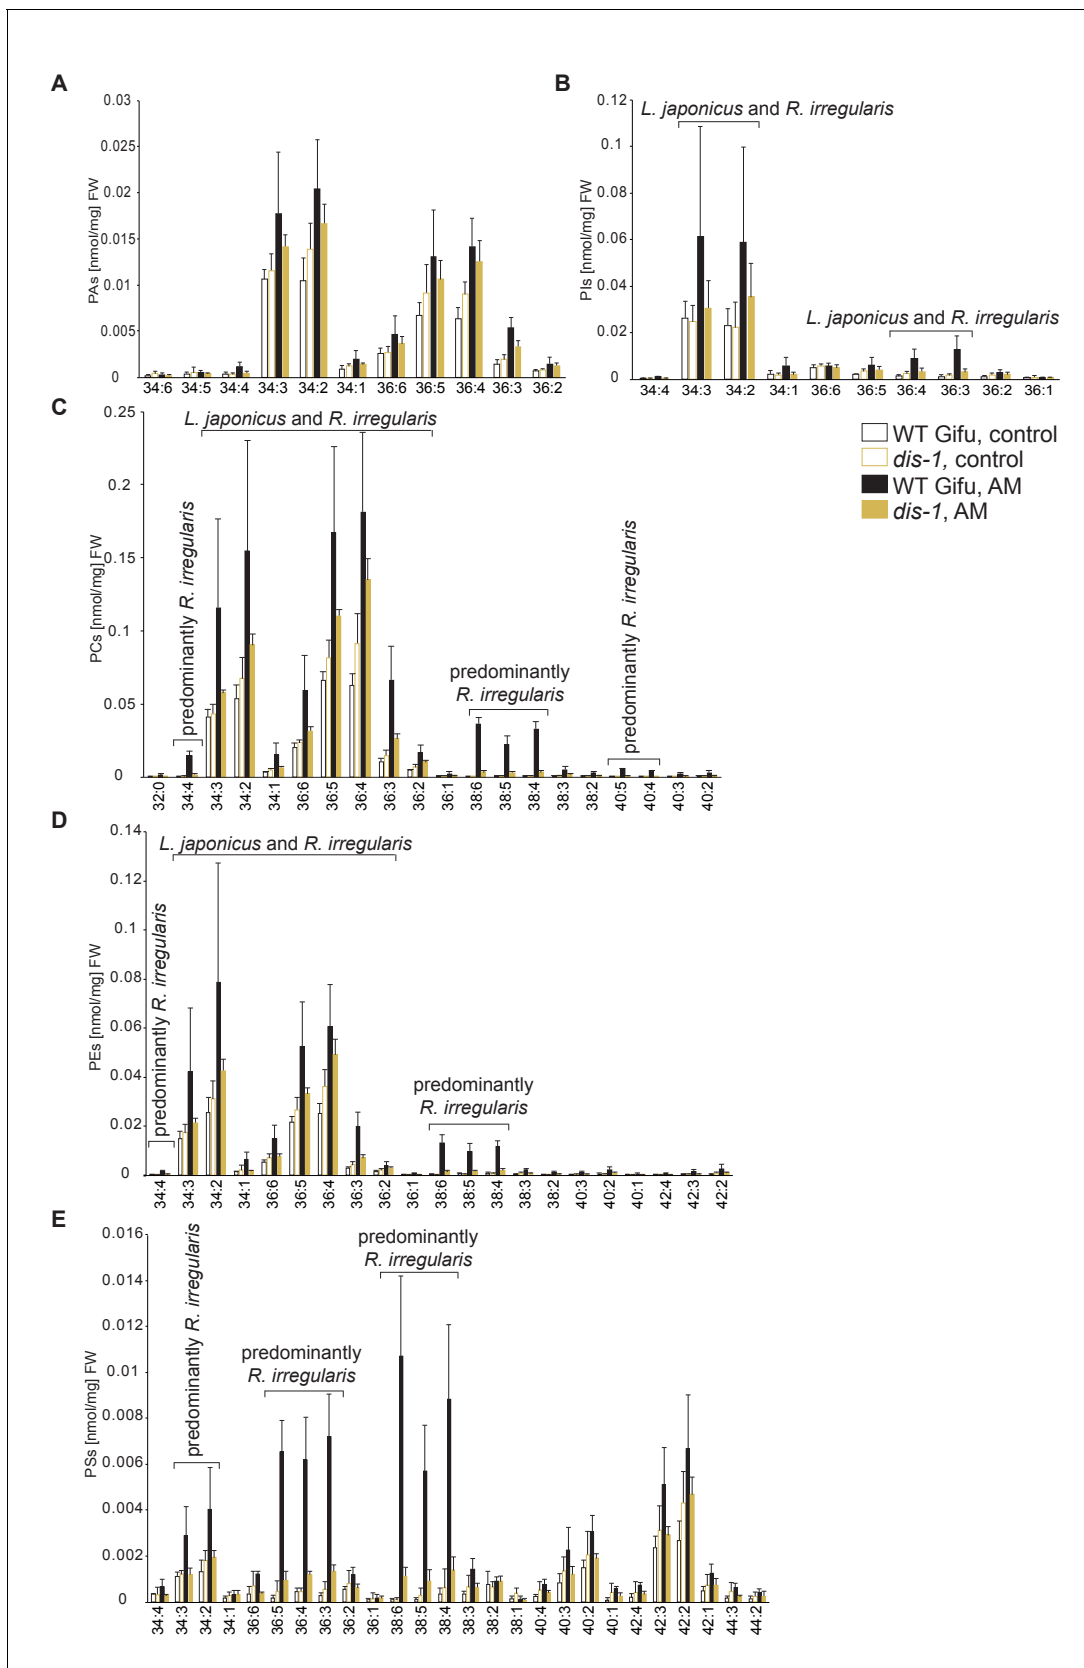 A
PAs [nmol/mg] FW
0.03
0.025
0.02
0.015
0.01
0.005
0
34:6 34:5 34:4 34:3 34:2 34:1 36:6 36:5 36:4 36:3 36:2
B
PIs [nmol/mg] FW
0.12
0.1
0.08
0.06
0.04
0.02
0
L. japonicus and R. irregularis
L. japonicus and R. irregularis
34:4 34:3 34:2 34:1 36:6 36:5 36:4 36:3 36:2 36:1
WT Gifu, control
dis-1, control
WT Gifu, AM
dis-1, AM
C
PCs [nmol/mg] FW
0.25
0.2
0.15
0.1
0.05
0
predominantly R. irregularis
L. japonicus and R. irregularis
predominantly
R. irregularis
predominantly R. irregularis
32:0 34:4 34:3 34:2 34:1 36:6 36:5 36:4 36:3 36:2 36:1 38:6 38:5 38:4 38:3 38:2 40:5 40:4 40:3 40:2
D
PEs [nmol/mg] FW
0.14
0.12
0.1
0.08
0.06
0.04
0.02
0
predominantly R. irregularis
L. japonicus and R. irregularis
predominantly
R. irregularis
34:4 34:3 34:2 34:1 36:6 36:5 36:4 36:3 36:2 36:1 38:6 38:5 38:4 38:3 38:2 40:3 40:2 40:1 42:4 42:3 42:2
E
PSs [nmol/mg] FW
0.016
0.014
0.012
0.01
0.008
0.006
0.004
0.002
0
predominantly R. irregularis
predominantly
R. irregularis
predominantly
R. irregularis
34:4 34:3 34:2 34:1 36:6 36:5 36:4 36:3 36:2 36:1 38:6 38:5 38:4 38:3 38:2 38:1 40:4 40:3 40:2 40:1 42:4 42:3 42:2 42:1 44:3 44:2